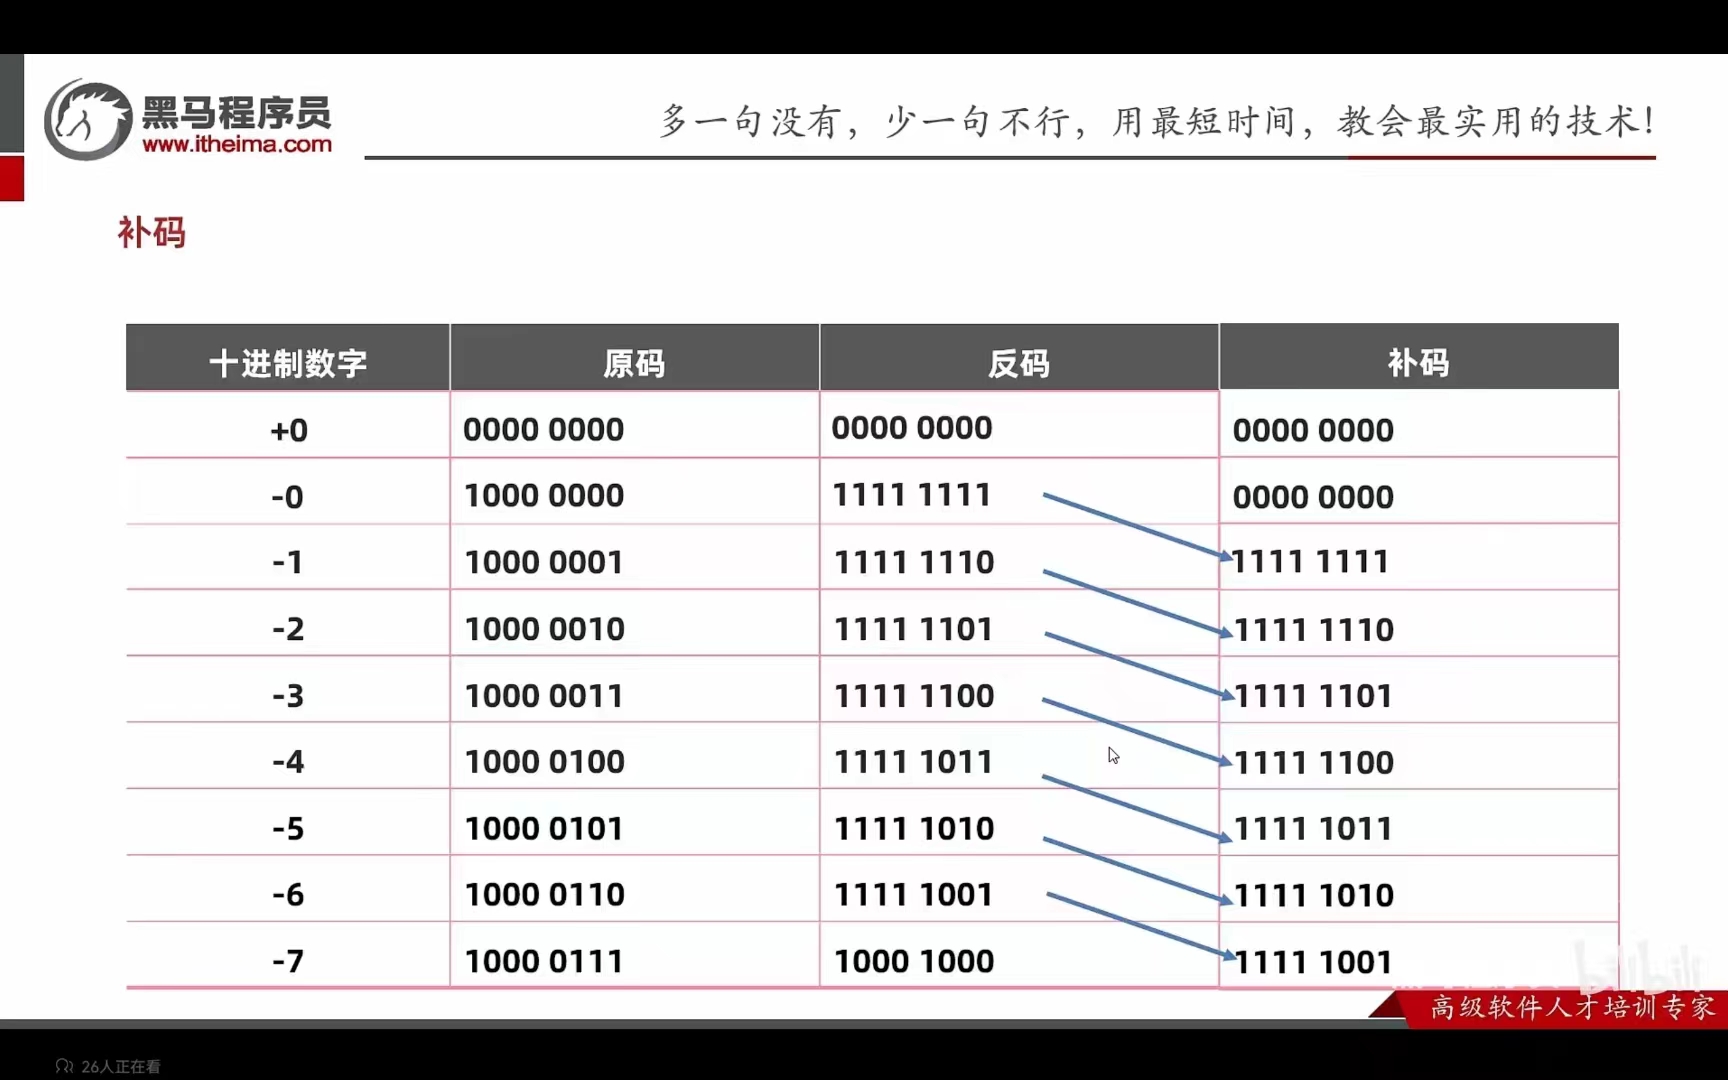 黑马程序员
www.itheima.com
多一句没有，少一句不行，用最短时间，教会最实用的技术！
补码
十进制数字 原码 反码 补码
+0 0000 0000 0000 0000 0000 0000
-0 1000 0000 1111 1111 0000 0000
-1 1000 0001 1111 1110 1111 1111
-2 1000 0010 1111 1101 1111 1110
-3 1000 0011 1111 1100 1111 1101
-4 1000 0100 1111 1011 1111 1100
-5 1000 0101 1111 1010 1111 1011
-6 1000 0110 1111 1001 1111 1010
-7 1000 0111 1000 1000 1111 1001
bilibili
高级软件人才培训专家
26人正在看